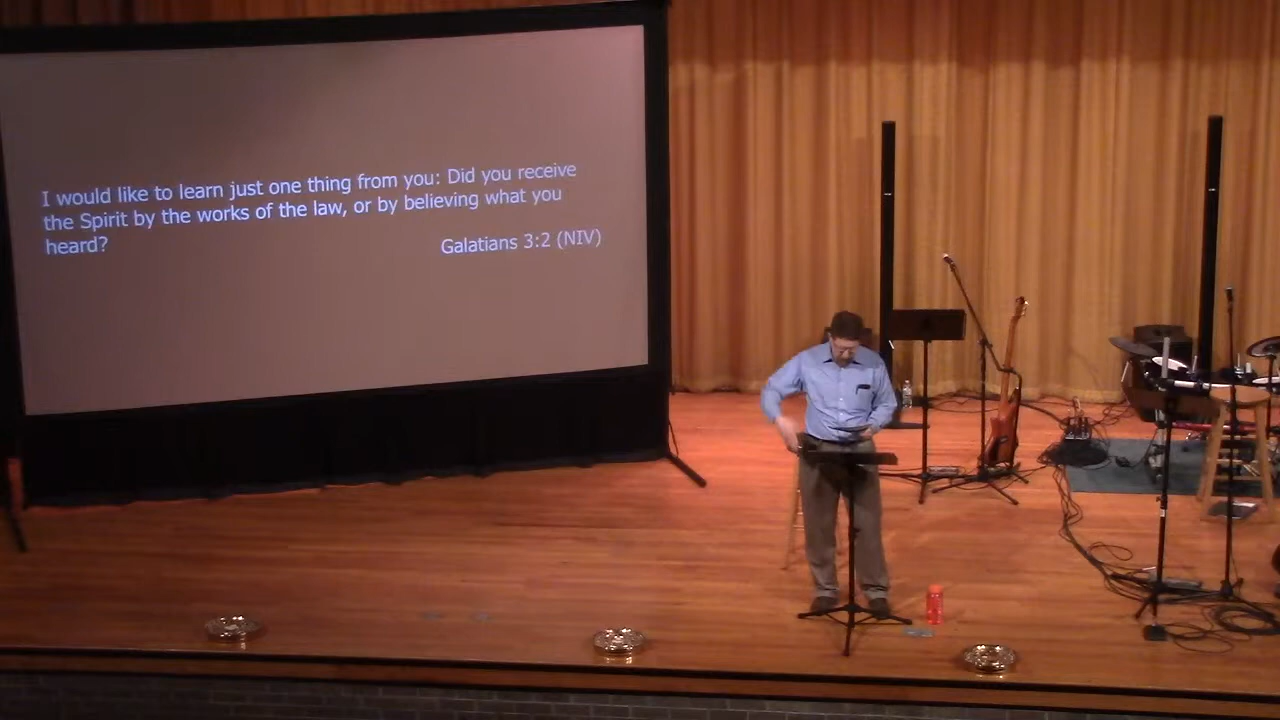 I would like to learn just one thing from you: Did you receive
the Spirit by the works of the law, or by believing what you
heard?
Galatians 3:2 (NIV)